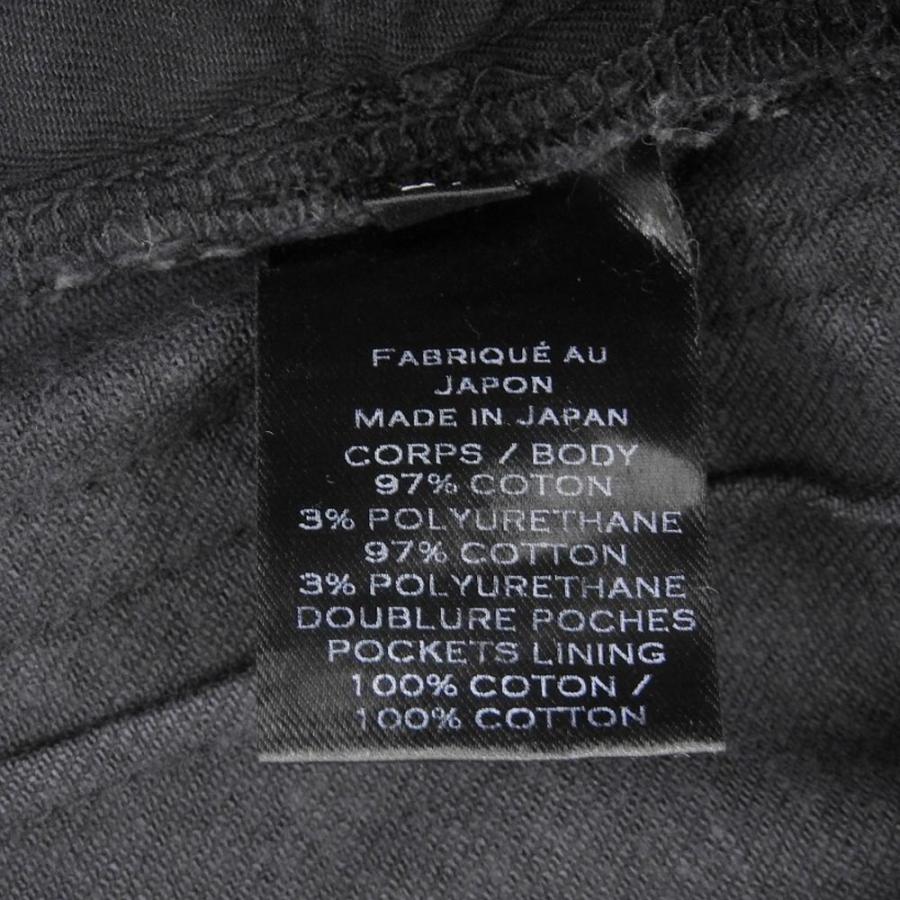 FABRIQUÉ AU
JAPON
MADE IN JAPAN
CORPS / BODY
97% COTON
3% POLYURETHANE
97% COTTON
3% POLYURETHANE
DOUBLURE POCHES
POCKETS LINING
100% COTON /
100% COTTON